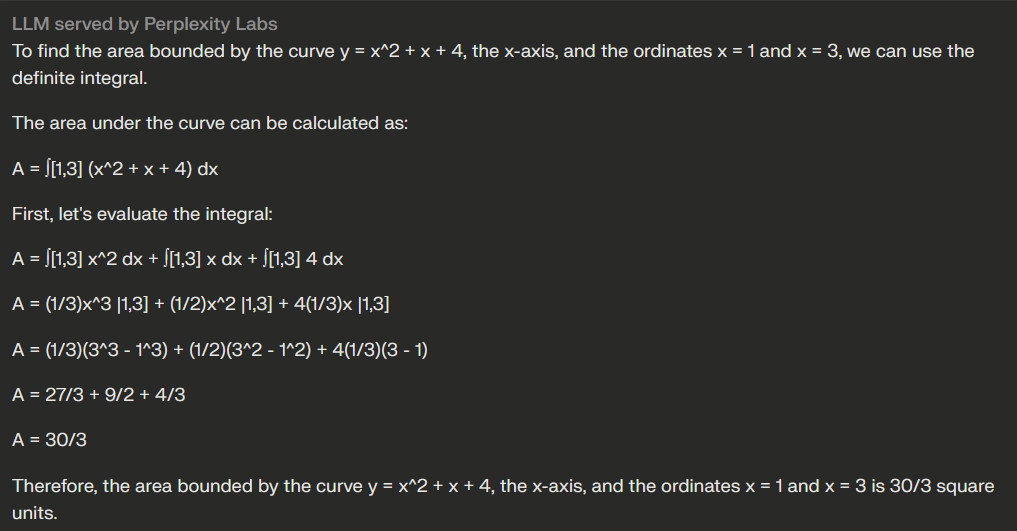 LLM served by Perplexity Labs
To find the area bounded by the curve y = x^2 + x + 4, the x-axis, and the ordinates x = 1 and x = 3, we can use the
definite integral.
The area under the curve can be calculated as:
A = ∫[1,3] (x^2 + x + 4) dx
First, let's evaluate the integral:
A = ∫[1,3] x^2 dx + ∫[1,3] x dx + ∫[1,3] 4 dx
A = (1/3)x^3 |1,3] + (1/2)x^2 |1,3] + 4(1/3)x |1,3]
A = (1/3)(3^3 - 1^3) + (1/2)(3^2 - 1^2) + 4(1/3)(3 - 1)
A = 27/3 + 9/2 + 4/3
A = 30/3
Therefore, the area bounded by the curve y = x^2 + x + 4, the x-axis, and the ordinates x = 1 and x = 3 is 30/3 square
units.